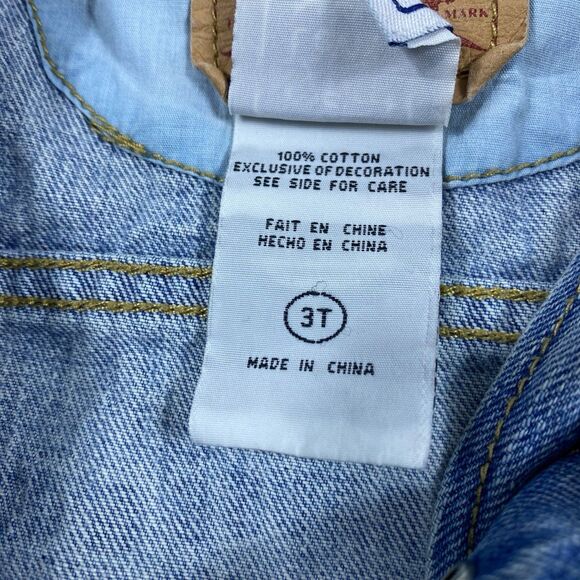 MARK
100% COTTON
EXCLUSIVE OF DECORATION
SEE SIDE FOR CARE
FAIT EN CHINE
HECHO EN CHINA
3T
MADE IN CHINA